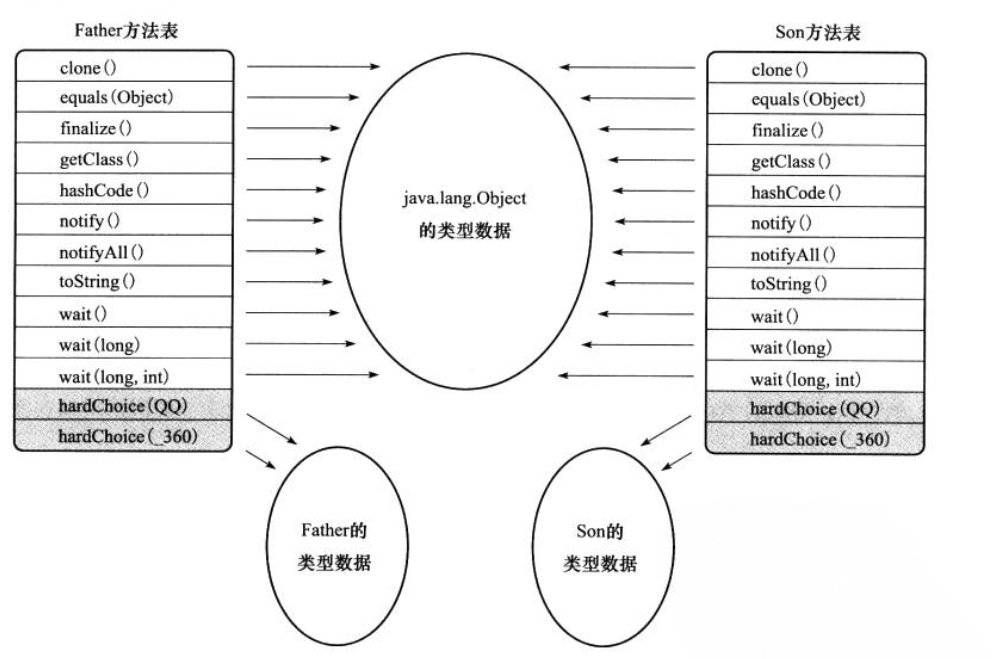 Father方法表
clone()
equals(Object)
finalize()
getClass()
hashCode()
notify()
notifyAll()
toString()
wait()
wait(long)
wait(long, int)
hardChoice(QQ)
hardChoice(_360)
java.lang.Object
的类型数据
Father的
类型数据
Son的
类型数据
Son方法表
clone()
equals(Object)
finalize()
getClass()
hashCode()
notify()
notifyAll()
toString()
wait()
wait(long)
wait(long, int)
hardChoice(QQ)
hardChoice(_360)